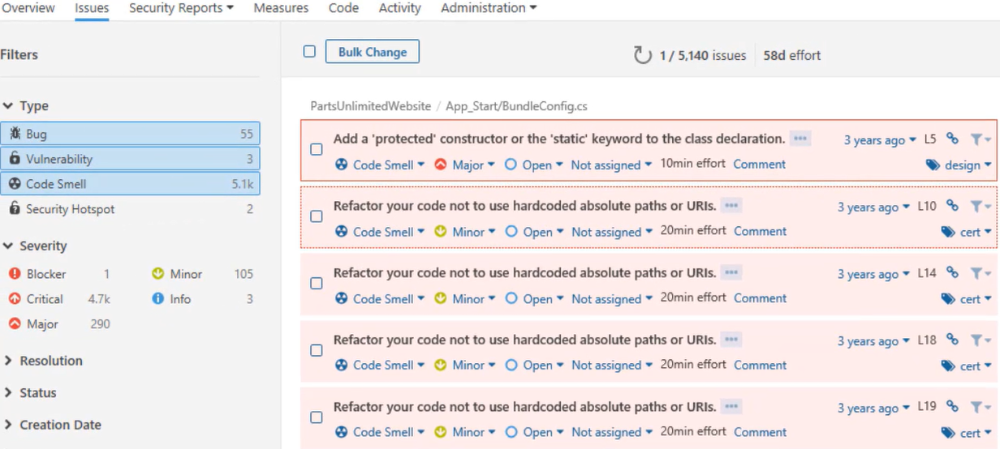 Overview Issues Security Reports Measures Code Activity Administration
Filters
Bulk Change
1 / 5,140 issues 58d effort
Type
Bug 55
Vulnerability 3
Code Smell 5.1k
Security Hotspot 2
Severity
Blocker 1 Minor 105
Critical 4.7k Info 3
Major 290
Resolution
Status
Creation Date
PartsUnlimitedWebsite / App_Start/BundleConfig.cs
Add a 'protected' constructor or the 'static' keyword to the class declaration. ••• 3 years ago L5
Code Smell Major Open Not assigned 10min effort Comment design
Refactor your code not to use hardcoded absolute paths or URIs. ••• 3 years ago L10
Code Smell Minor Open Not assigned 20min effort Comment cert
Refactor your code not to use hardcoded absolute paths or URIs. ••• 3 years ago L14
Code Smell Minor Open Not assigned 20min effort Comment cert
Refactor your code not to use hardcoded absolute paths or URIs. ••• 3 years ago L18
Code Smell Minor Open Not assigned 20min effort Comment cert
Refactor your code not to use hardcoded absolute paths or URIs. ••• 3 years ago L19
Code Smell Minor Open Not assigned 20min effort Comment cert